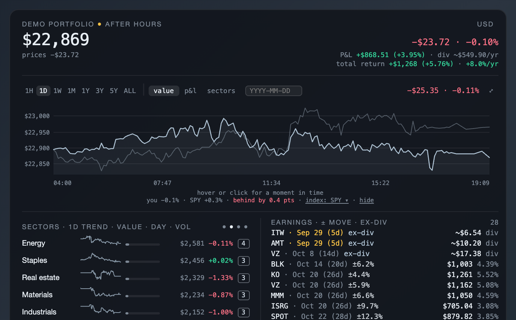 DEMO PORTFOLIO • AFTER HOURS
USD
$22,869
−$23.72 · −0.10%
prices −$23.72
P&L +$868.51 (+3.95%) · div ~$549.90/yr
total return +$1,268 (+5.76%) · +8.0%/yr
1H 1D 1W 1M 1Y 3Y 5Y ALL value p&l sectors YYYY-MM-DD
−$25.35 · −0.11%
$23,000
$22,950
$22,900
$22,850
04:00 07:47 11:34 15:22 19:09
hover or click for a moment in time
you −0.1% · SPY +0.3% · behind by 0.4 pts · index: SPY ▾ · hide
SECTORS · 1D TREND · VALUE · DAY · VOL
Energy $2,581 −0.11% 4
Staples $2,456 +0.02% 3
Real estate $2,329 −1.33% 3
Materials $2,234 −0.87% 3
Industrials $2,152 −1.00% 3
EARNINGS · ± MOVE · EX-DIV 28
ITW · Sep 29 (5d) ex-div ~$6.54 div
AMT · Sep 29 (5d) ex-div ~$10.20 div
VZ · Oct 8 (14d) ex-div ~$17.38 div
BLK · Oct 14 (20d) ±6.2% $1,003 4.39%
KO · Oct 20 (26d) ±4.4% $1,261 5.52%
VZ · Oct 20 (26d) ±5.9% $1,162 5.08%
MMM · Oct 20 (26d) ±6.6% $1,050 4.59%
ISRG · Oct 20 (26d) ±9.7% $705.04 3.08%
SPOT · Oct 22 (28d) ±12.3% $879.82 3.85%